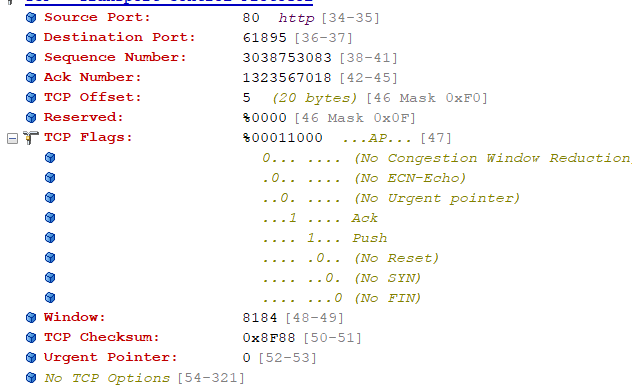 Source Port: 80 http [34-35]
Destination Port: 61895 [36-37]
Sequence Number: 3038753083 [38-41]
Ack Number: 1323567018 [42-45]
TCP Offset: 5 (20 bytes) [46 Mask 0xF0]
Reserved: %0000 [46 Mask 0x0F]
TCP Flags: %00011000 ...AP... [47]
0... .... (No Congestion Window Reduction
.0.. .... (No ECN-Echo)
..0. .... (No Urgent pointer)
...1 .... Ack
.... 1... Push
.... .0.. (No Reset)
.... ..0. (No SYN)
.... ...0 (No FIN)
Window: 8184 [48-49]
TCP Checksum: 0x8F88 [50-51]
Urgent Pointer: 0 [52-53]
No TCP Options [54-321]